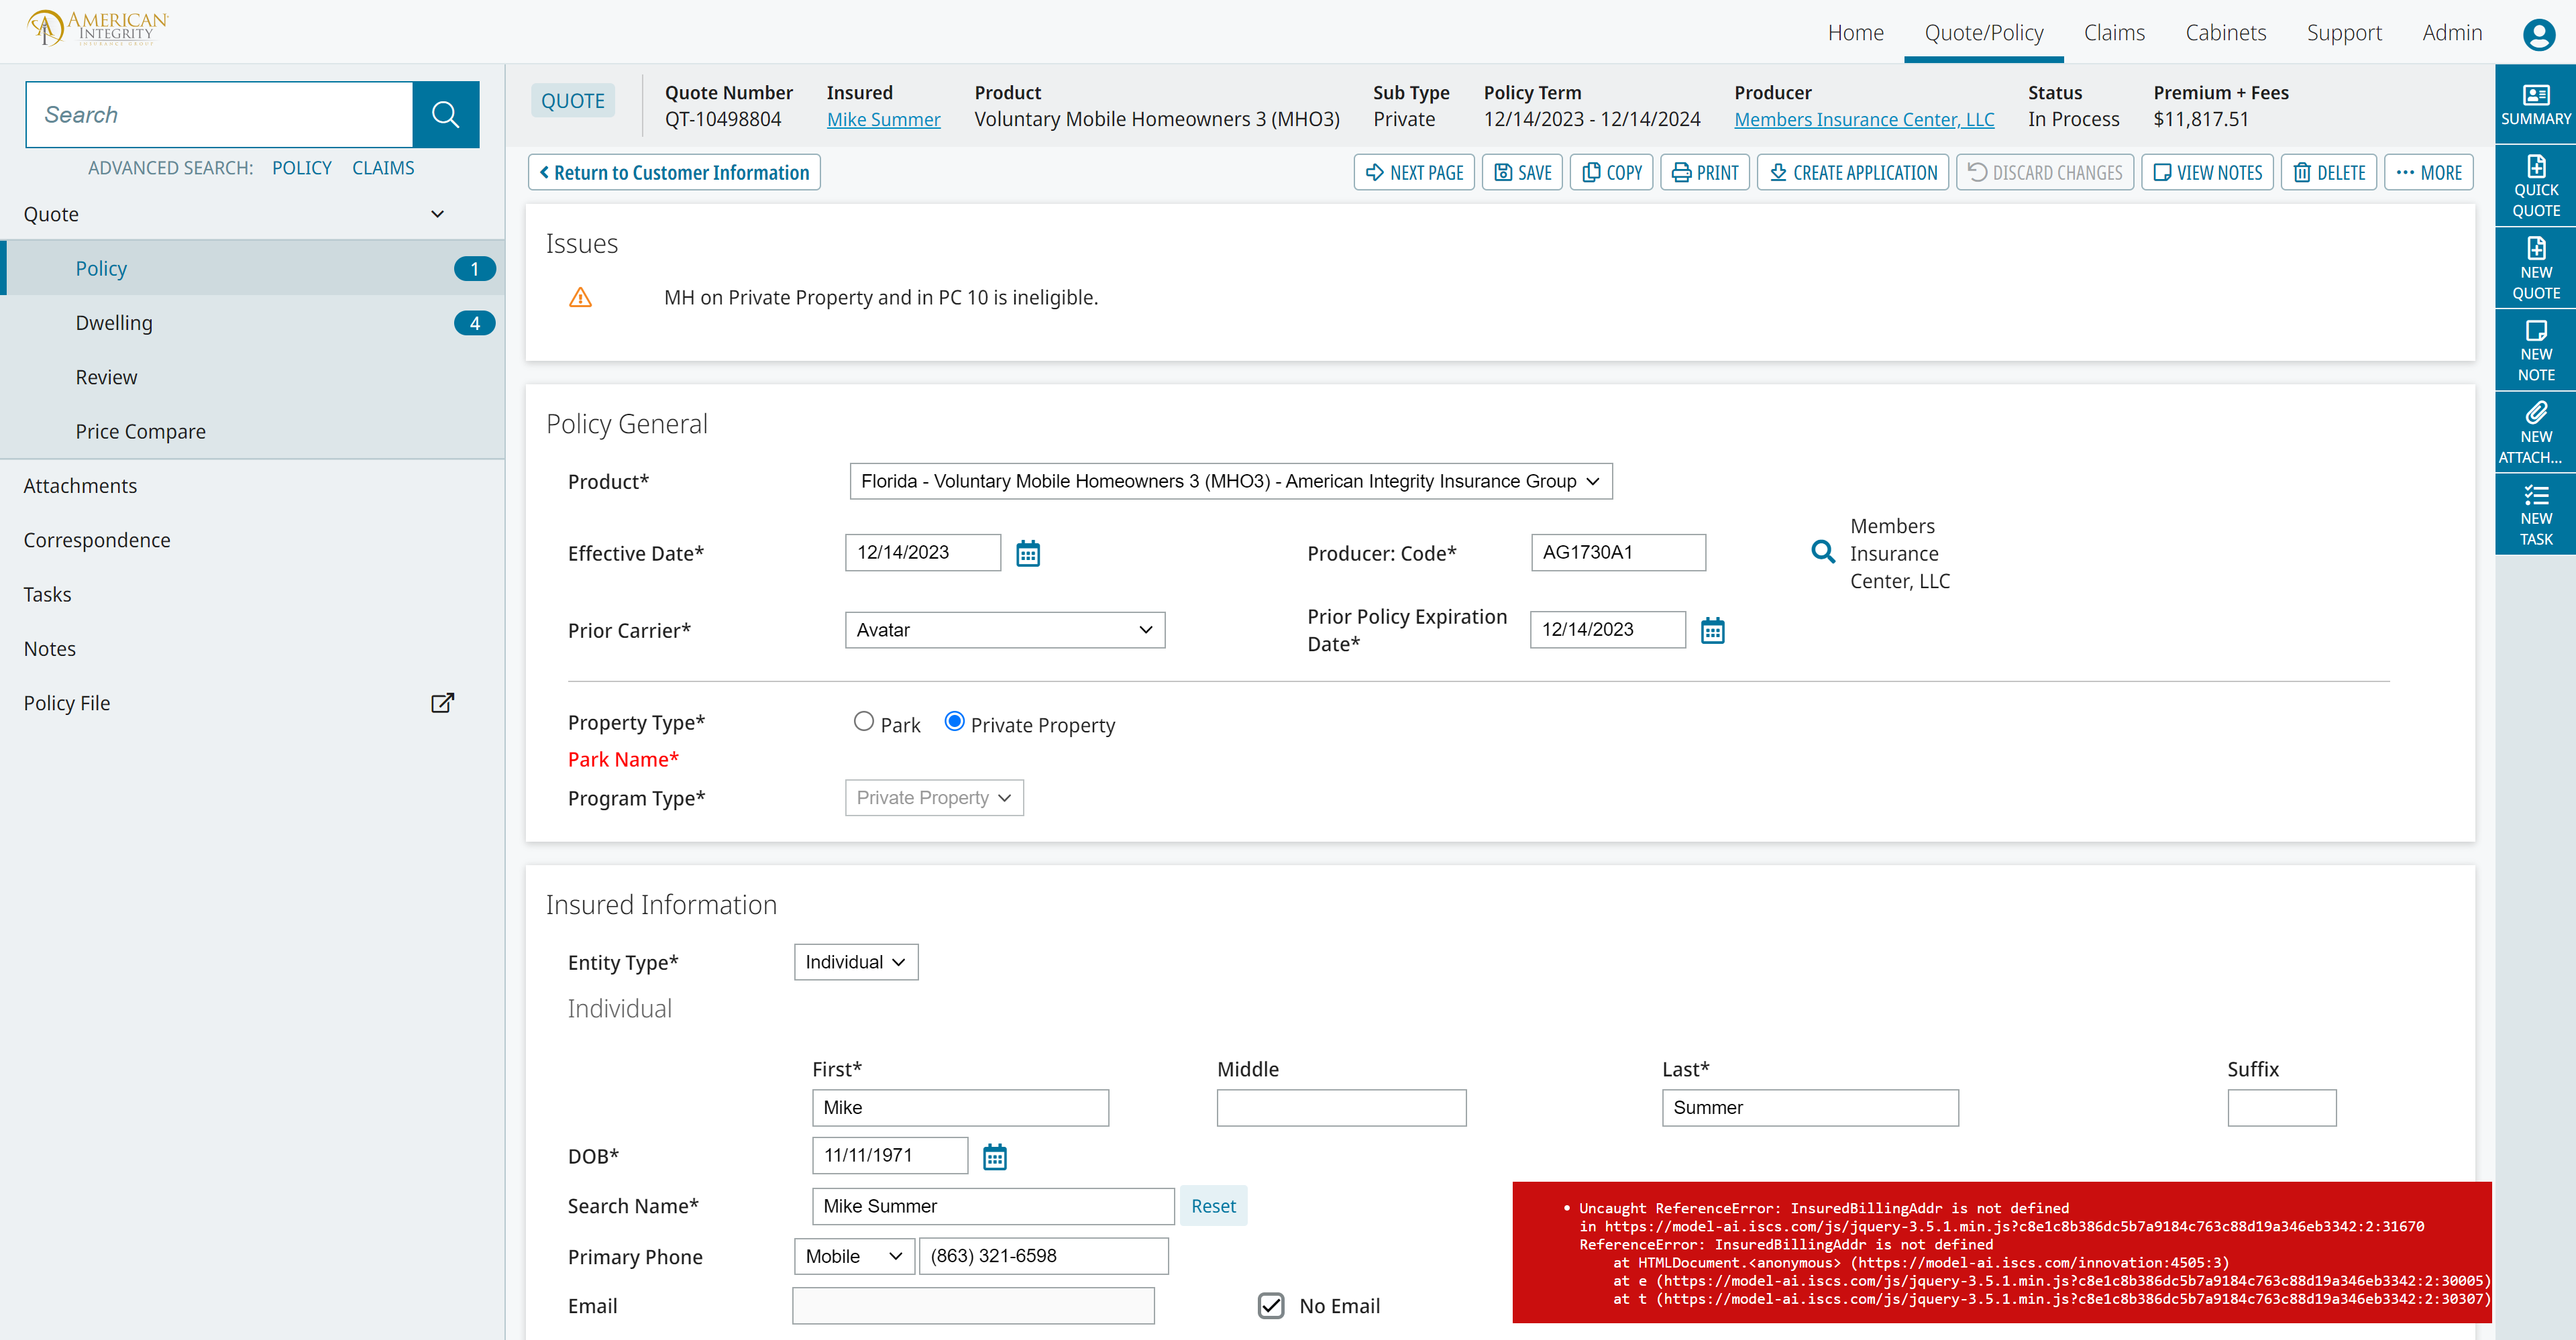 AMERICAN
INTEGRITY
INSURANCE GROUP
Home
Quote/Policy
Claims
Cabinets
Support
Admin
Search
ADVANCED SEARCH: POLICY CLAIMS
Quote
Policy 1
Dwelling 4
Review
Price Compare
Attachments
Correspondence
Tasks
Notes
Policy File
QUOTE
Quote Number
QT-10498804
Insured
Mike Summer
Product
Voluntary Mobile Homeowners 3 (MHO3)
Sub Type
Private
Policy Term
12/14/2023 - 12/14/2024
Producer
Members Insurance Center, LLC
Status
In Process
Premium + Fees
$11,817.51
Return to Customer Information
NEXT PAGE
SAVE
COPY
PRINT
CREATE APPLICATION
DISCARD CHANGES
VIEW NOTES
DELETE
MORE
SUMMARY
QUICK
QUOTE
NEW
QUOTE
NEW
NOTE
NEW
ATTACH...
NEW
TASK
Issues
MH on Private Property and in PC 10 is ineligible.
Policy General
Product* Florida - Voluntary Mobile Homeowners 3 (MHO3) - American Integrity Insurance Group
Effective Date* 12/14/2023
Producer: Code* AG1730A1
Members
Insurance
Center, LLC
Prior Carrier* Avatar
Prior Policy Expiration
Date*
12/14/2023
Property Type* Park Private Property
Park Name*
Program Type* Private Property
Insured Information
Entity Type* Individual
Individual
First* Middle Last* Suffix
Mike Summer
DOB* 11/11/1971
Search Name* Mike Summer Reset
Primary Phone Mobile (863) 321-6598
Email No Email
• Uncaught ReferenceError: InsuredBillingAddr is not defined
in https://model-ai.iscs.com/js/jquery-3.5.1.min.js?c8e1c8b386dc5b7a9184c763c88d19a346eb3342:2:31670
ReferenceError: InsuredBillingAddr is not defined
at HTMLDocument.<anonymous> (https://model-ai.iscs.com/innovation:4505:3)
at e (https://model-ai.iscs.com/js/jquery-3.5.1.min.js?c8e1c8b386dc5b7a9184c763c88d19a346eb3342:2:30005)
at t (https://model-ai.iscs.com/js/jquery-3.5.1.min.js?c8e1c8b386dc5b7a9184c763c88d19a346eb3342:2:30307)